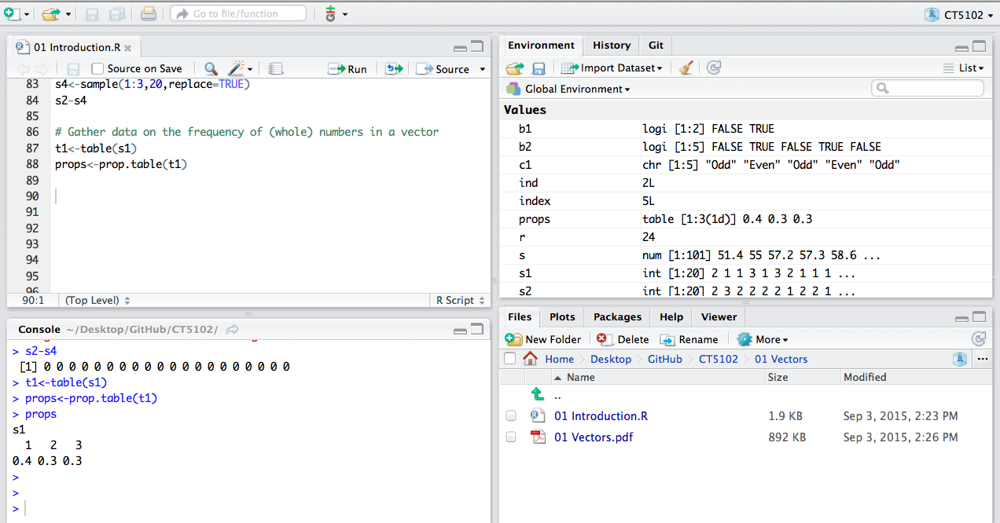 Go to file/function
CT5102
01 Introduction.R
Source on Save
Run
Source
83 s4<-sample(1:3,20,replace=TRUE)
84 s2-s4
85
86 # Gather data on the frequency of (whole) numbers in a vector
87 t1<-table(s1)
88 props<-prop.table(t1)
89
90
91
92
93
94
95
96
90:1 (Top Level) R Script
Console ~/Desktop/GitHub/CT5102/
> s2-s4
[1] 0 0 0 0 0 0 0 0 0 0 0 0 0 0 0 0 0 0 0 0
> t1<-table(s1)
> props<-prop.table(t1)
> props
s1
1 2 3
0.4 0.3 0.3
>
>
>
Environment History Git
Import Dataset List
Global Environment
Values
b1 logi [1:2] FALSE TRUE
b2 logi [1:5] FALSE TRUE FALSE TRUE FALSE
c1 chr [1:5] "Odd" "Even" "Odd" "Even" "Odd"
ind 2L
index 5L
props table [1:3(1d)] 0.4 0.3 0.3
r 24
s num [1:101] 51.4 55 57.2 57.3 58.6 ...
s1 int [1:20] 2 1 1 3 1 3 2 1 1 1 ...
s2 int [1:20] 2 3 2 2 2 2 1 2 2 1 ...
Files Plots Packages Help Viewer
New Folder Delete Rename More
Home Desktop GitHub CT5102 01 Vectors ...
Name Size Modified
..
01 Introduction.R 1.9 KB Sep 3, 2015, 2:23 PM
01 Vectors.pdf 892 KB Sep 3, 2015, 2:26 PM